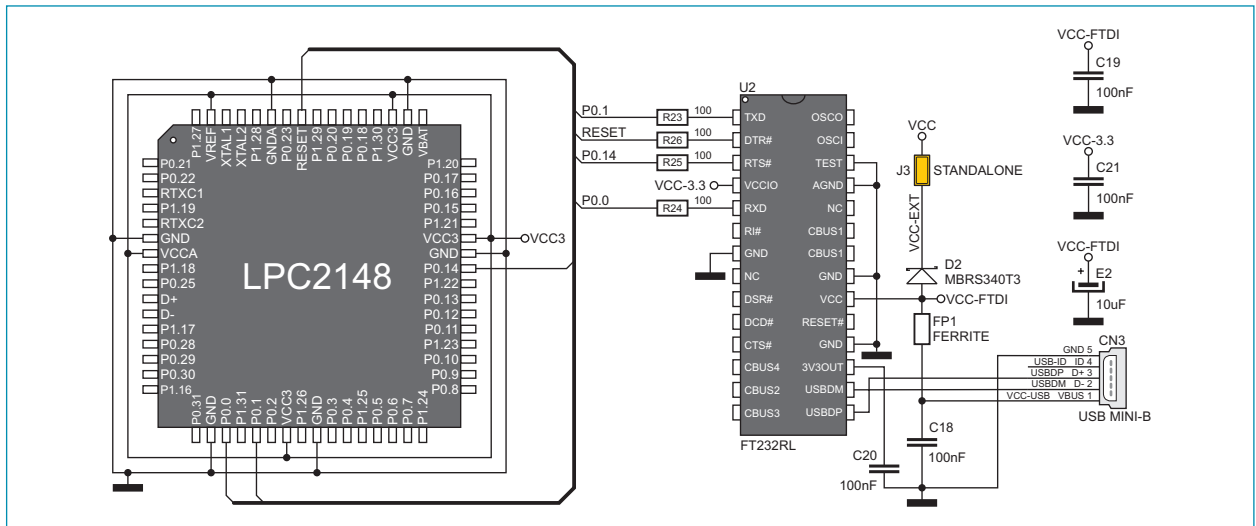 P1.27
VREF
XTAL1
XTAL2
P1.28
GNDA
P0.23
RESET
P1.29
P0.20
P0.19
P0.18
P1.30
VCC3
GND
VBAT
P0.21
P0.22
RTXC1
P1.19
RTXC2
GND
VCCA
P1.18
P0.25
D+
D-
P1.17
P0.28
P0.29
P0.30
P1.16
LPC2148
P1.20
P0.17
P0.16
P0.15
P1.21
VCC3
GND
P0.14
P1.22
P0.13
P0.12
P0.11
P1.23
P0.10
P0.9
P0.8
P0.31
GND
P0.0
P1.31
P0.1
P0.2
VCC3
P1.26
GND
P0.3
P0.4
P1.25
P0.5
P0.6
P0.7
P1.24
VCC3
P0.1
R23 100
RESET
R26 100
P0.14
R25 100
VCC-3.3
P0.0
R24 100
U2
TXD
DTR#
RTS#
VCCIO
RXD
RI#
GND
NC
DSR#
DCD#
CTS#
CBUS4
CBUS2
CBUS3
OSCO
OSCI
TEST
AGND
NC
CBUS1
CBUS1
GND
VCC
RESET#
GND
3V3OUT
USBDM
USBDP
FT232RL
VCC
J3 STANDALONE
VCC-EXT
D2
MBRS340T3
VCC-FTDI
FP1
FERRITE
C18
100nF
C20
100nF
VCC-FTDI
C19
100nF
VCC-3.3
C21
100nF
VCC-FTDI
+
E2
10uF
CN3
GND 5
USB-ID ID 4
USBDP D+ 3
USBDM D- 2
VCC-USB VBUS 1
USB MINI-B